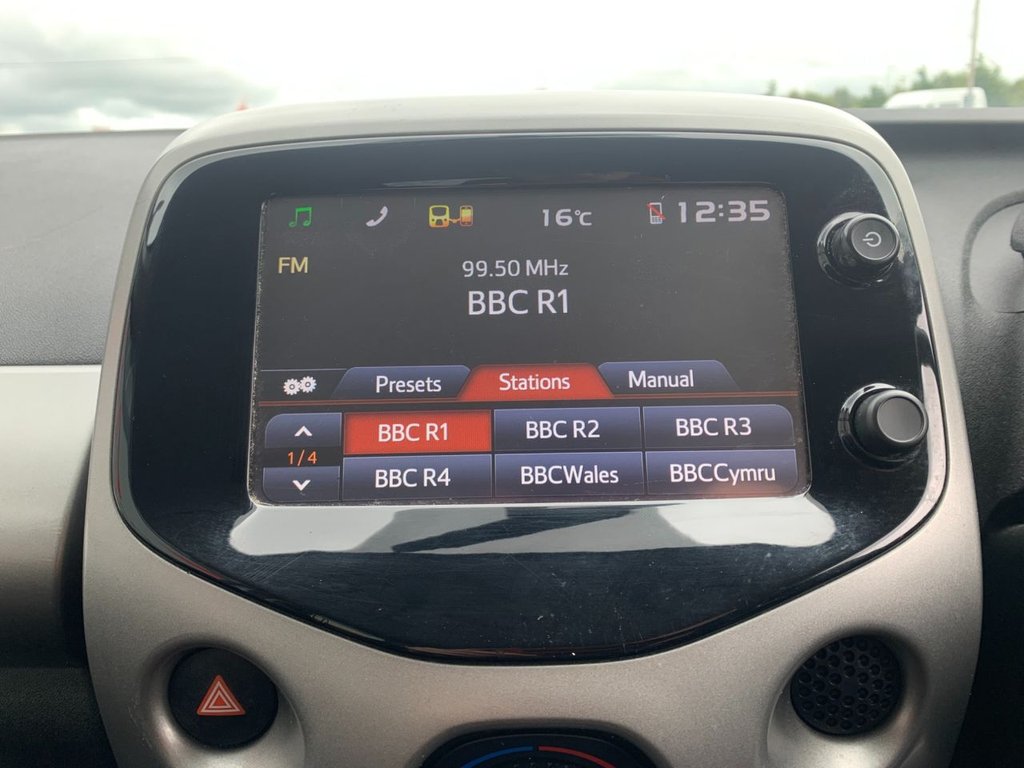 16°C 12:35
FM
99.50 MHz
BBC R1
Presets Stations Manual
BBC R1 BBC R2 BBC R3
1/4
BBC R4 BBCWales BBCCymru